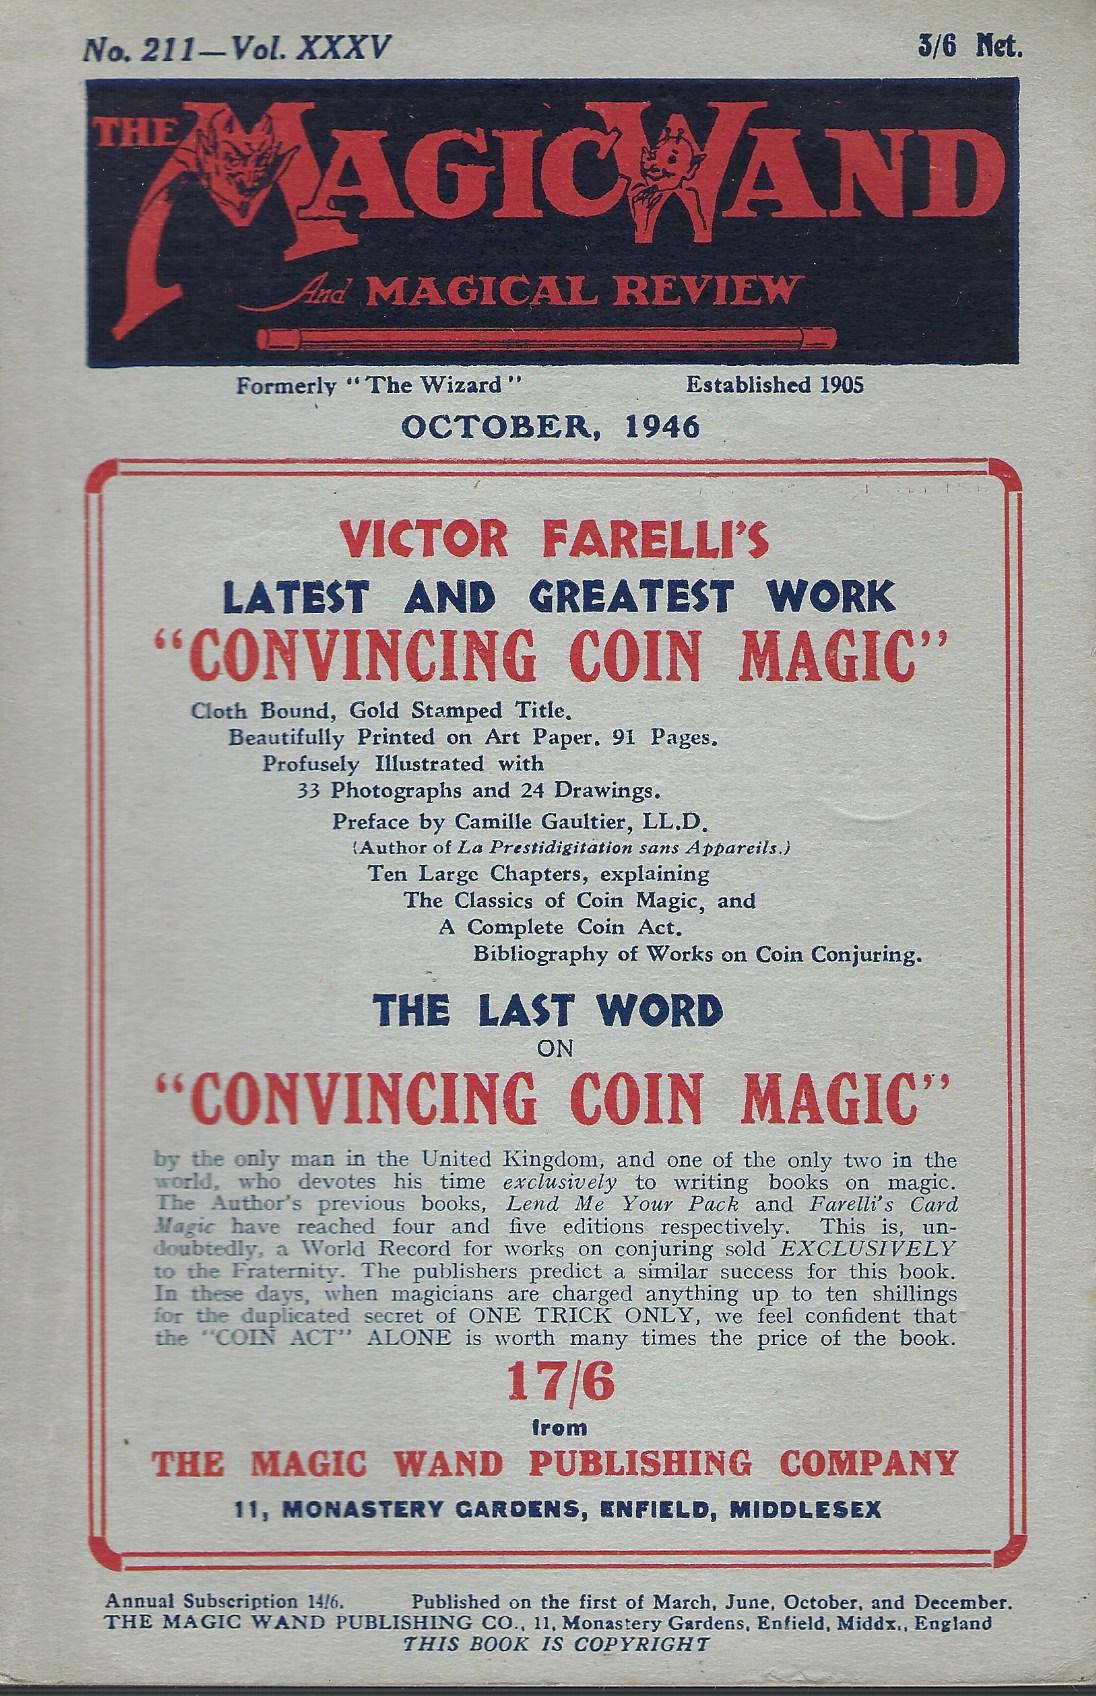 No. 211—Vol. XXXV 3/6 Net.
THE MAGIC WAND
And MAGICAL REVIEW
Formerly "The Wizard" Established 1905
OCTOBER, 1946
VICTOR FARELLI'S
LATEST AND GREATEST WORK
"CONVINCING COIN MAGIC"
Cloth Bound, Gold Stamped Title.
Beautifully Printed on Art Paper. 91 Pages.
Profusely Illustrated with
33 Photographs and 24 Drawings.
Preface by Camille Gaultier, LL.D.
(Author of La Prestidigitation sans Appareils.)
Ten Large Chapters, explaining
The Classics of Coin Magic, and
A Complete Coin Act.
Bibliography of Works on Coin Conjuring.
THE LAST WORD
ON
"CONVINCING COIN MAGIC"
by the only man in the United Kingdom, and one of the only two in the
world, who devotes his time exclusively to writing books on magic.
The Author's previous books, Lend Me Your Pack and Farelli's Card
Magic have reached four and five editions respectively. This is, un-
doubtedly, a World Record for works on conjuring sold EXCLUSIVELY
to the Fraternity. The publishers predict a similar success for this book.
In these days, when magicians are charged anything up to ten shillings
for the duplicated secret of ONE TRICK ONLY, we feel confident that
the "COIN ACT" ALONE is worth many times the price of the book.
17/6
from
THE MAGIC WAND PUBLISHING COMPANY
11, MONASTERY GARDENS, ENFIELD, MIDDLESEX
Annual Subscription 14/6. Published on the first of March, June, October, and December.
THE MAGIC WAND PUBLISHING CO., 11, Monastery Gardens, Enfield, Middx., England
THIS BOOK IS COPYRIGHT